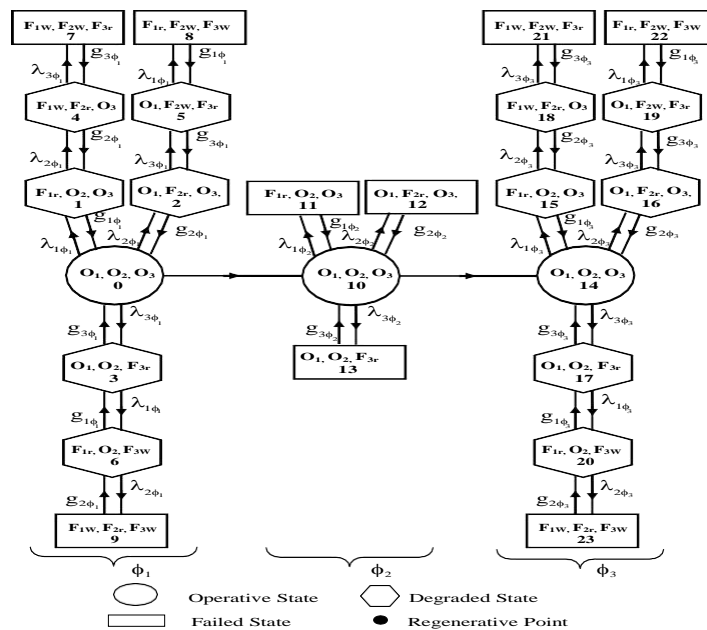 F1W, F2W, F3r
7
F1r, F2W, F3W
8
F1W, F2W, F3r
21
F1r, F2W, F3W
22
λ3ϕ1
g3ϕ1
λ1ϕ1
g1ϕ1
λ3ϕ3
g3ϕ3
λ1ϕ3
g1ϕ3
F1W, F2r, O3
4
O1, F2W, F3r
5
F1W, F2r, O3
18
O1, F2W, F3r
19
λ2ϕ1
g2ϕ1
λ3ϕ1
g3ϕ1
λ2ϕ3
g2ϕ3
λ3ϕ3
g3ϕ3
F1r, O2, O3
1
O1, F2r, O3,
2
F1r, O2, O3
11
O1, F2r, O3,
12
F1r, O2, O3
15
O1, F2r, O3,
16
λ1ϕ1
g1ϕ1
λ2ϕ1
g2ϕ1
λ1ϕ2
g1ϕ2
λ2ϕ2
g2ϕ2
λ1ϕ3
g1ϕ3
λ2ϕ3
g2ϕ3
O1, O2, O3
0
O1, O2, O3
10
O1, O2, O3
14
g3ϕ1
λ3ϕ1
g3ϕ2
λ3ϕ2
g3ϕ3
λ3ϕ3
O1, O2, F3r
3
O1, O2, F3r
13
O1, O2, F3r
17
g1ϕ1
λ1ϕ1
g1ϕ3
λ1ϕ3
F1r, O2, F3W
6
F1r, O2, F3W
20
g2ϕ1
λ2ϕ1
g2ϕ3
λ2ϕ3
F1W, F2r, F3W
9
F1W, F2r, F3W
23
ϕ1
ϕ2
ϕ3
Operative State
Degraded State
Failed State
Regenerative Point